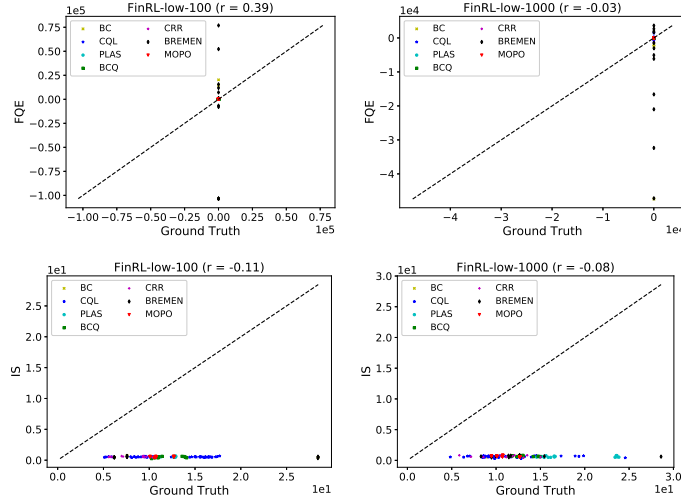 FinRL-low-100 (r = 0.39)
1e5
BC
CQL
PLAS
BCQ
CRR
BREMEN
MOPO
0.75
0.50
0.25
0.00
−0.25
−0.50
−0.75
−1.00
FQE
−1.00 −0.75 −0.50 −0.25 0.00 0.25 0.50 0.75
Ground Truth
1e5
FinRL-low-1000 (r = -0.03)
1e4
BC
CQL
PLAS
BCQ
CRR
BREMEN
MOPO
0
−1
−2
−3
−4
FQE
−4 −3 −2 −1 0
Ground Truth
1e4
FinRL-low-100 (r = -0.11)
1e1
BC
CQL
PLAS
BCQ
CRR
BREMEN
MOPO
2.5
2.0
1.5
1.0
0.5
0.0
IS
0.0 0.5 1.0 1.5 2.0 2.5
Ground Truth
1e1
FinRL-low-1000 (r = -0.08)
1e1
BC
CQL
PLAS
BCQ
CRR
BREMEN
MOPO
3.0
2.5
2.0
1.5
1.0
0.5
0.0
IS
0.0 0.5 1.0 1.5 2.0 2.5 3.0
Ground Truth
1e1